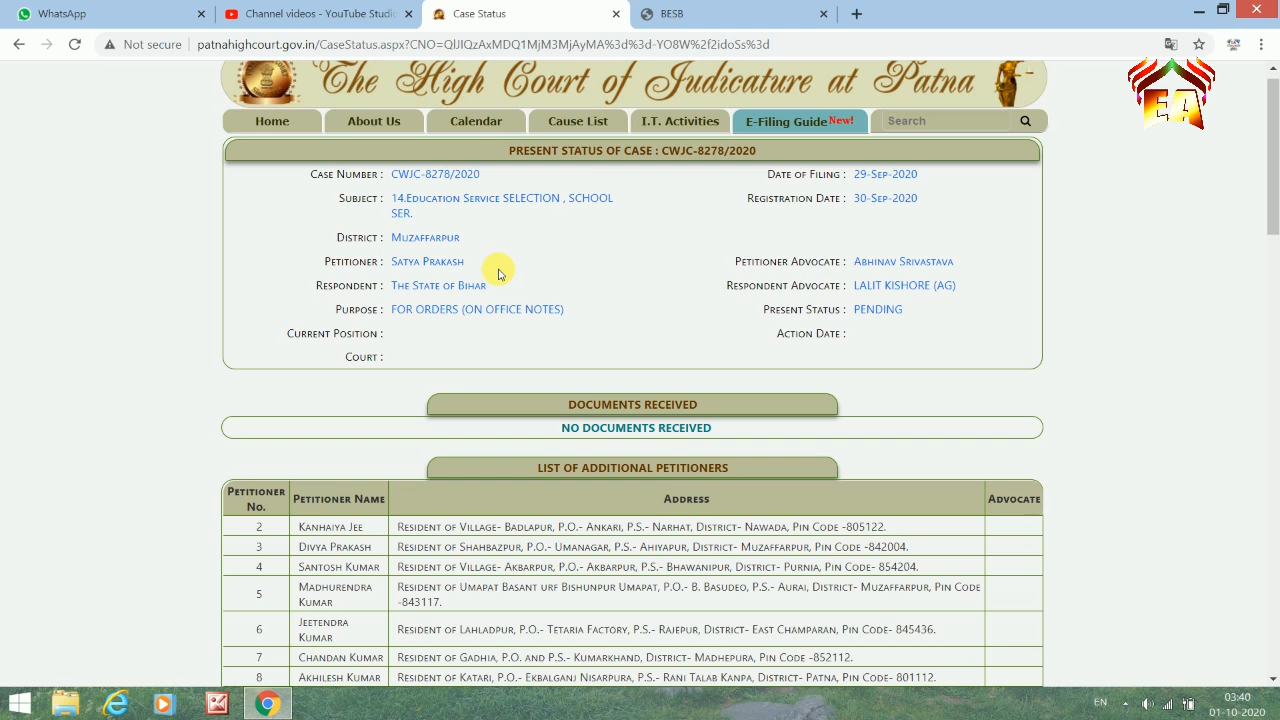 WhatsApp
Channel videos - YouTube Studi
Case Status
BESB
Not secure
patnahighcourt.gov.in/CaseStatus.aspx?CNO=QlJIQzAxMDQ1MjM3MjAyMA%3d%3d-YO8W%2f2idoSs%3d
The High Court of Judicature at Patna
EA
Home
About Us
Calendar
Cause List
I.T. Activities
E-Filing Guide New!
Search
PRESENT STATUS OF CASE : CWJC-8278/2020
CASE NUMBER : CWJC-8278/2020
DATE OF FILING : 29-SEP-2020
SUBJECT : 14.EDUCATION SERVICE SELECTION , SCHOOL
SER.
REGISTRATION DATE : 30-SEP-2020
DISTRICT : MUZAFFARPUR
PETITIONER : SATYA PRAKASH
PETITIONER ADVOCATE : ABHINAV SRIVASTAVA
RESPONDENT : THE STATE OF BIHAR
RESPONDENT ADVOCATE : LALIT KISHORE (AG)
PURPOSE : FOR ORDERS (ON OFFICE NOTES)
PRESENT STATUS : PENDING
CURRENT POSITION :
ACTION DATE :
COURT :
DOCUMENTS RECEIVED
NO DOCUMENTS RECEIVED
LIST OF ADDITIONAL PETITIONERS
PETITIONER
NO.
PETITIONER NAME
ADDRESS
ADVOCATE
2 KANHAIYA JEE RESIDENT OF VILLAGE- BADLAPUR, P.O.- ANKARI, P.S.- NARHAT, DISTRICT- NAWADA, PIN CODE -805122.
3 DIVYA PRAKASH RESIDENT OF SHAHBAZPUR, P.O.- UMANAGAR, P.S.- AHIYAPUR, DISTRICT- MUZAFFARPUR, PIN CODE -842004.
4 SANTOSH KUMAR RESIDENT OF VILLAGE- AKBARPUR, P.O.- AKBARPUR, P.S.- BHAWANIPUR, DISTRICT- PURNIA, PIN CODE- 854204.
5 MADHURENDRA
KUMAR
RESIDENT OF UMAPAT BASANT URF BISHUNPUR UMAPAT, P.O.- B. BASUDEO, P.S.- AURAI, DISTRICT- MUZAFFARPUR, PIN CODE
-843117.
6 JEETENDRA
KUMAR
RESIDENT OF LAHLADPUR, P.O.- TETARIA FACTORY, P.S.- RAJEPUR, DISTRICT- EAST CHAMPARAN, PIN CODE- 845436.
7 CHANDAN KUMAR RESIDENT OF GADHIA, P.O. AND P.S.- KUMARKHAND, DISTRICT- MADHEPURA, PIN CODE -852112.
8 AKHILESH KUMAR RESIDENT OF KATARI, P.O.- EKBALGANJ NISARPURA, P.S.- RANI TALAB KANPA, DISTRICT- PATNA, PIN CODE- 801112.
EN
03:40
01-10-2020